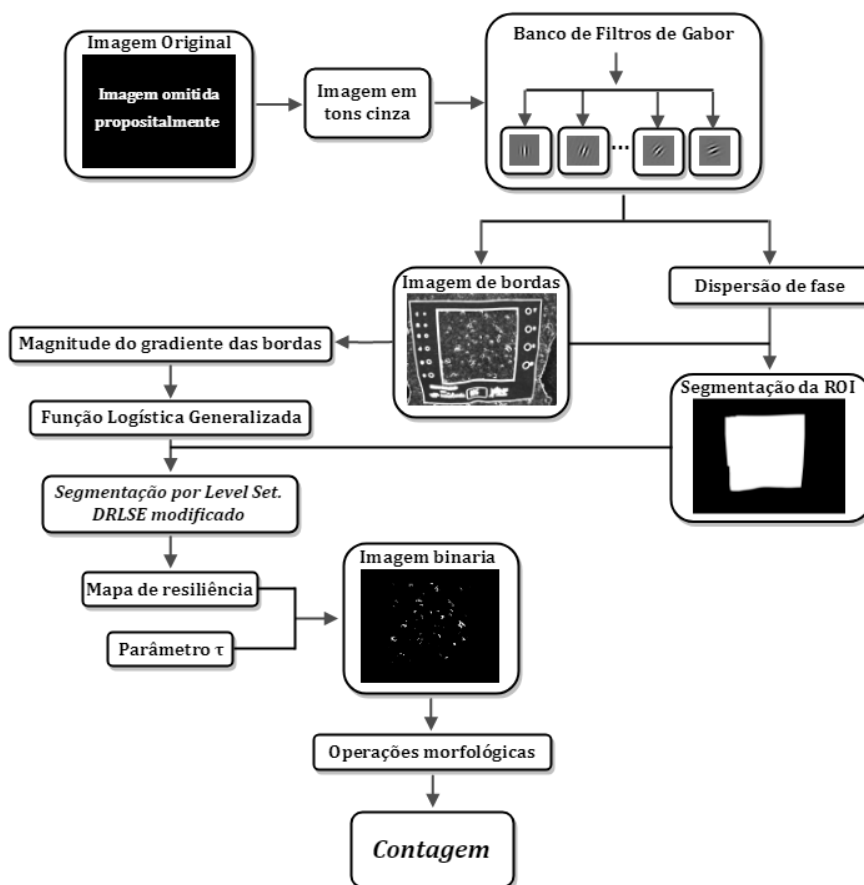 Imagem Original
Imagem omitida
propositalmente
Imagem em
tons cinza
Banco de Filtros de Gabor
...
Imagem de bordas
Dispersão de fase
Magnitude do gradiente das bordas
Segmentação da ROI
Função Logística Generalizada
Segmentação por Level Set.
DRLSE modificado
Imagem binaria
Mapa de resiliência
Parâmetro τ
Operações morfológicas
Contagem